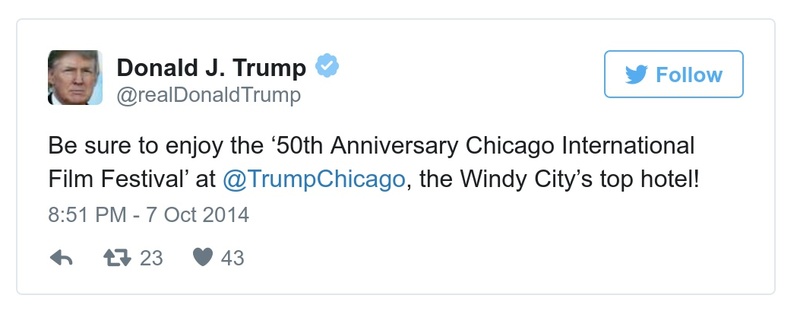 Donald J. Trump
@realDonaldTrump
Follow
Be sure to enjoy the ‘50th Anniversary Chicago International
Film Festival’ at @TrumpChicago, the Windy City’s top hotel!
8:51 PM - 7 Oct 2014
23 43